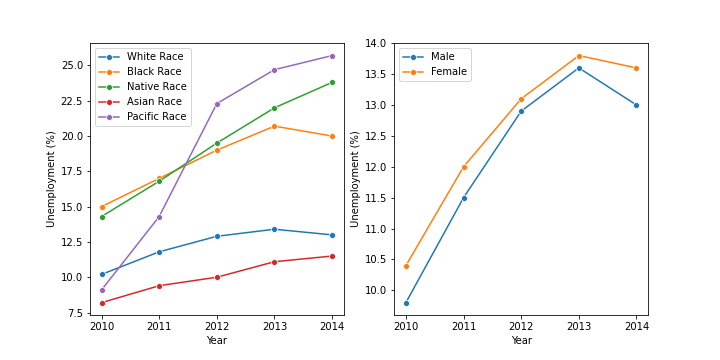 White Race
Black Race
Native Race
Asian Race
Pacific Race
25.0
22.5
20.0
17.5
15.0
12.5
10.0
7.5
Unemployment (%)
2010 2011 2012 2013 2014
Year
Male
Female
14.0
13.5
13.0
12.5
12.0
11.5
11.0
10.5
10.0
Unemployment (%)
2010 2011 2012 2013 2014
Year